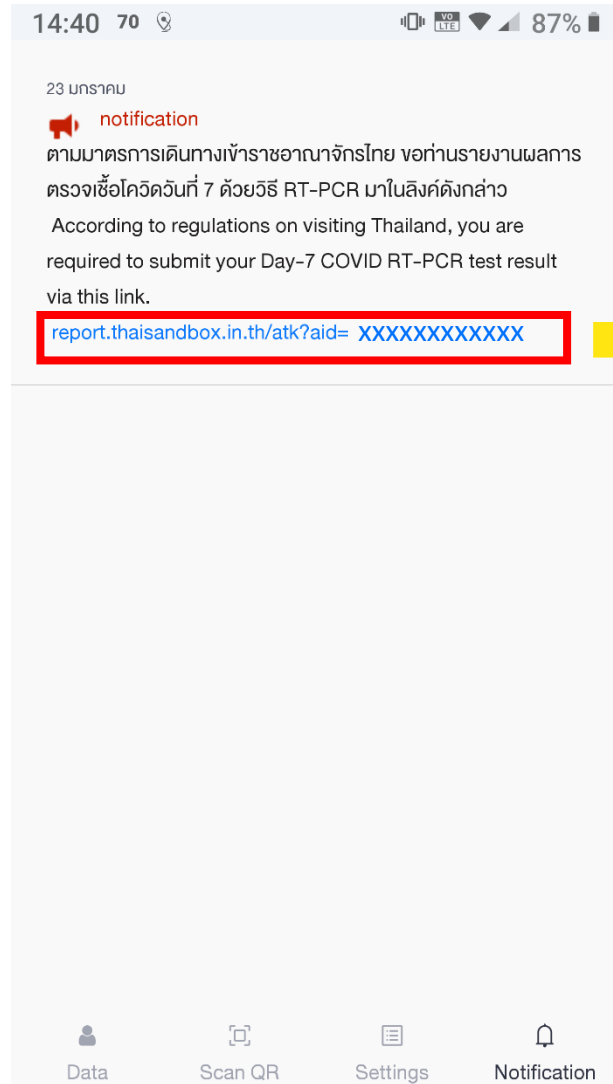 14:40 70 VO LTE 87%
23 มกราคม
notification
ตามมาตรการเดินทางเข้าราชอาณาจักรไทย ขอท่านรายงานผลการ
ตรวจเชื้อโควิดวันที่ 7 ด้วยวิธี RT-PCR มาในลิงค์ดังกล่าว
According to regulations on visiting Thailand, you are
required to submit your Day-7 COVID RT-PCR test result
via this link.
report.thaisandbox.in.th/atk?aid= XXXXXXXXXXXX
Data Scan QR Settings Notification